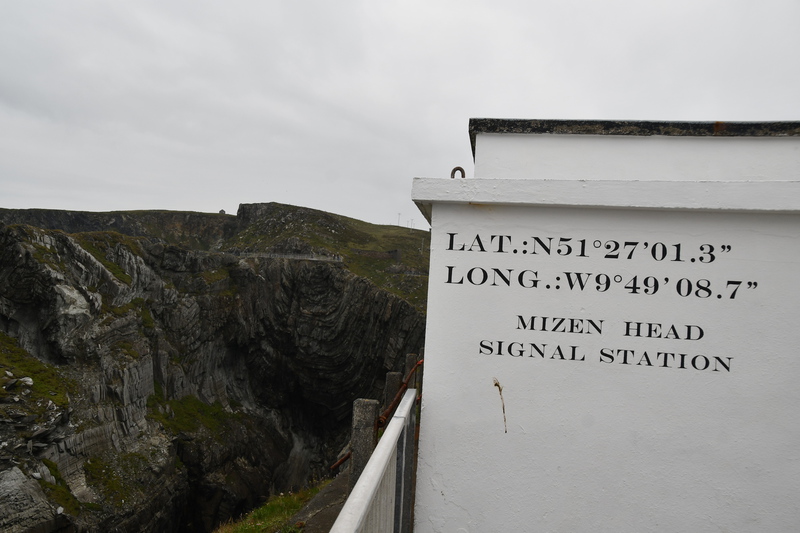 LAT.:N51°27'01.3"
LONG.:W9°49'08.7"
MIZEN HEAD
SIGNAL STATION